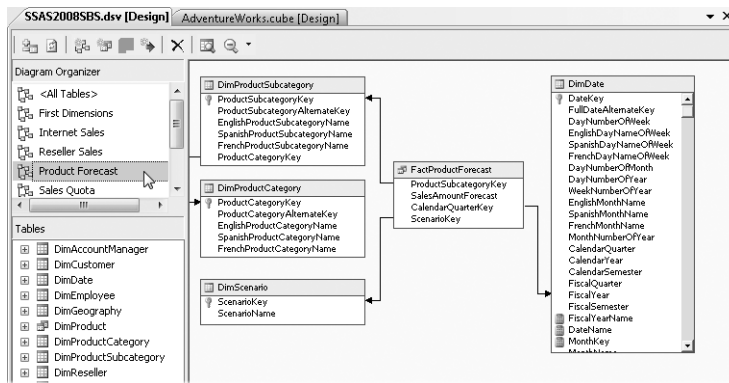 SSAS2008SBS.dsv [Design]
AdventureWorks.cube [Design]
Diagram Organizer
<All Tables>
First Dimensions
Internet Sales
Reseller Sales
Product Forecast
Sales Quota
Tables
DimAccountManager
DimCustomer
DimDate
DimEmployee
DimGeography
DimProduct
DimProductCategory
DimProductSubcategory
DimReseller
DimProductSubcategory
ProductSubcategoryKey
ProductSubcategoryAlternateKey
EnglishProductSubcategoryName
SpanishProductSubcategoryName
FrenchProductSubcategoryName
ProductCategoryKey
DimProductCategory
ProductCategoryKey
ProductCategoryAlternateKey
EnglishProductCategoryName
SpanishProductCategoryName
FrenchProductCategoryName
DimScenario
ScenarioKey
ScenarioName
FactProductForecast
ProductSubcategoryKey
SalesAmountForecast
CalendarQuarterKey
ScenarioKey
DimDate
DateKey
FullDateAlternateKey
DayNumberOfWeek
EnglishDayNameOfWeek
SpanishDayNameOfWeek
FrenchDayNameOfWeek
DayNumberOfMonth
DayNumberOfYear
WeekNumberOfYear
EnglishMonthName
SpanishMonthName
FrenchMonthName
MonthNumberOfYear
CalendarQuarter
CalendarYear
CalendarSemester
FiscalQuarter
FiscalYear
FiscalSemester
FiscalYearName
DateName
MonthKey